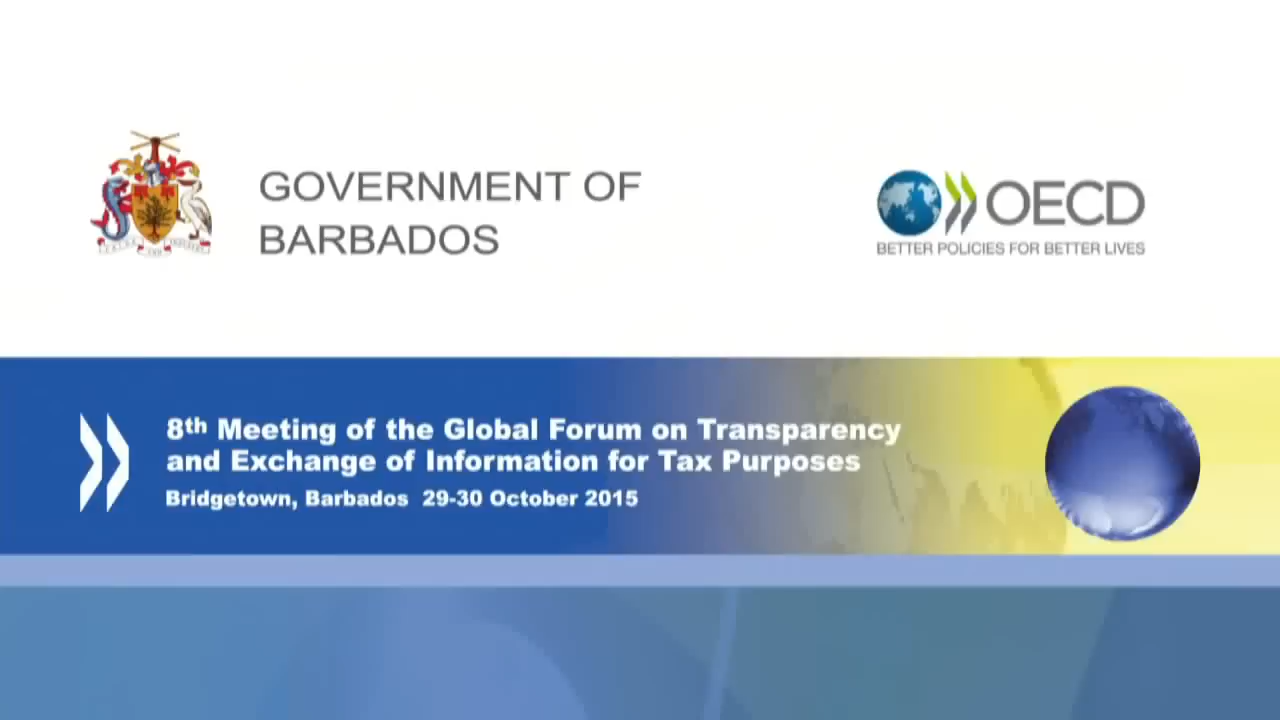 GOVERNMENT OF
BARBADOS
OECD
BETTER POLICIES FOR BETTER LIVES
8th Meeting of the Global Forum on Transparency
and Exchange of Information for Tax Purposes
Bridgetown, Barbados 29-30 October 2015